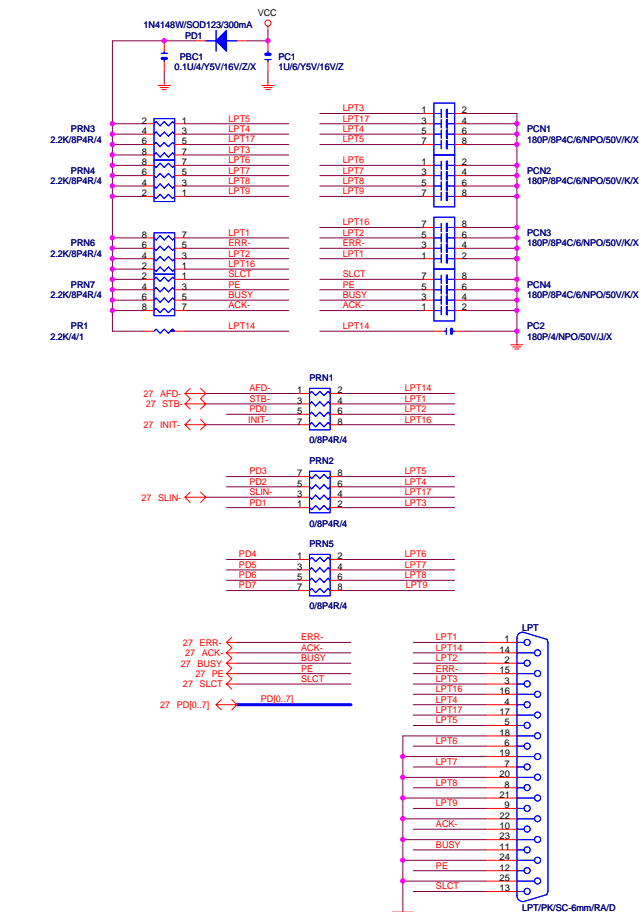 VCC
1N4148W/SOD123/300mA
PD1
PBC1
0.1U/4/Y5V/16V/Z/X
PC1
1U/6/Y5V/16V/Z
PRN3
2.2K/8P4R/4
2 1 LPT5
4 3 LPT4
6 5 LPT17
8 7 LPT3
PRN4
2.2K/8P4R/4
8 7 LPT6
6 5 LPT7
4 3 LPT8
2 1 LPT9
PRN6
2.2K/8P4R/4
8 7 LPT1
6 5 ERR-
4 3 LPT2
2 1 LPT16
PRN7
2.2K/8P4R/4
2 1 SLCT
4 3 PE
6 5 BUSY
8 7 ACK-
PR1
2.2K/4/1
LPT14
LPT3 1 2
LPT17 3 4
LPT4 5 6
LPT5 7 8
PCN1
180P/8P4C/6/NPO/50V/K/X
LPT6 1 2
LPT7 3 4
LPT8 5 6
LPT9 7 8
PCN2
180P/8P4C/6/NPO/50V/K/X
LPT16 7 8
LPT2 5 6
ERR- 3 4
LPT1 1 2
PCN3
180P/8P4C/6/NPO/50V/K/X
SLCT 7 8
PE 5 6
BUSY 3 4
ACK- 1 2
PCN4
180P/8P4C/6/NPO/50V/K/X
LPT14
PC2
180P/4/NPO/50V/J/X
PRN1
27 AFD- AFD- 1 2 LPT14
27 STB- STB- 3 4 LPT1
PD0 5 6 LPT2
27 INIT- INIT- 7 8 LPT16
0/8P4R/4
PRN2
PD3 7 8 LPT5
PD2 5 6 LPT4
27 SLIN- SLIN- 3 4 LPT17
PD1 1 2 LPT3
0/8P4R/4
PRN5
PD4 1 2 LPT6
PD5 3 4 LPT7
PD6 5 6 LPT8
PD7 7 8 LPT9
0/8P4R/4
27 ERR- ERR-
27 ACK- ACK-
27 BUSY BUSY
27 PE PE
27 SLCT SLCT
27 PD[0..7] PD[0..7]
LPT
LPT1 1
LPT14 14
LPT2 2
ERR- 15
LPT3 3
LPT16 16
LPT4 4
LPT17 17
LPT5 5
18
LPT6 6
19
LPT7 7
20
LPT8 8
21
LPT9 9
22
ACK- 10
23
BUSY 11
24
PE 12
25
SLCT 13
LPT/PK/SC-6mm/RA/D